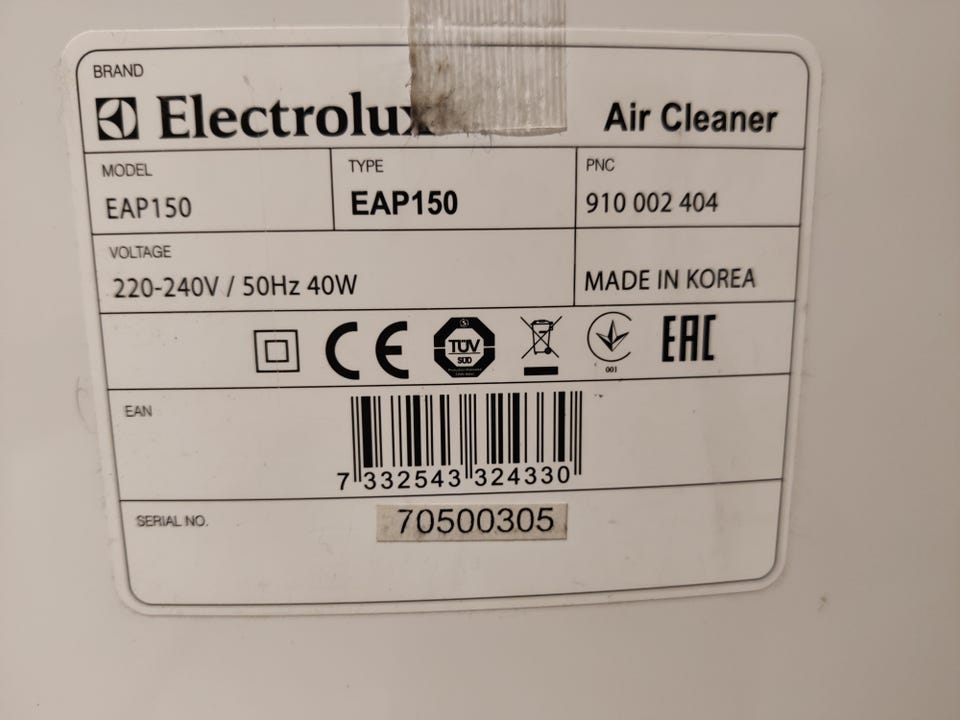 BRAND
Electrolux Air Cleaner
MODEL TYPE PNC
EAP150 EAP150 910 002 404
VOLTAGE
220-240V / 50Hz 40W MADE IN KOREA
CE TÜV SÜD 001 EAC
EAN
7 332543 324330
SERIAL NO. 70500305